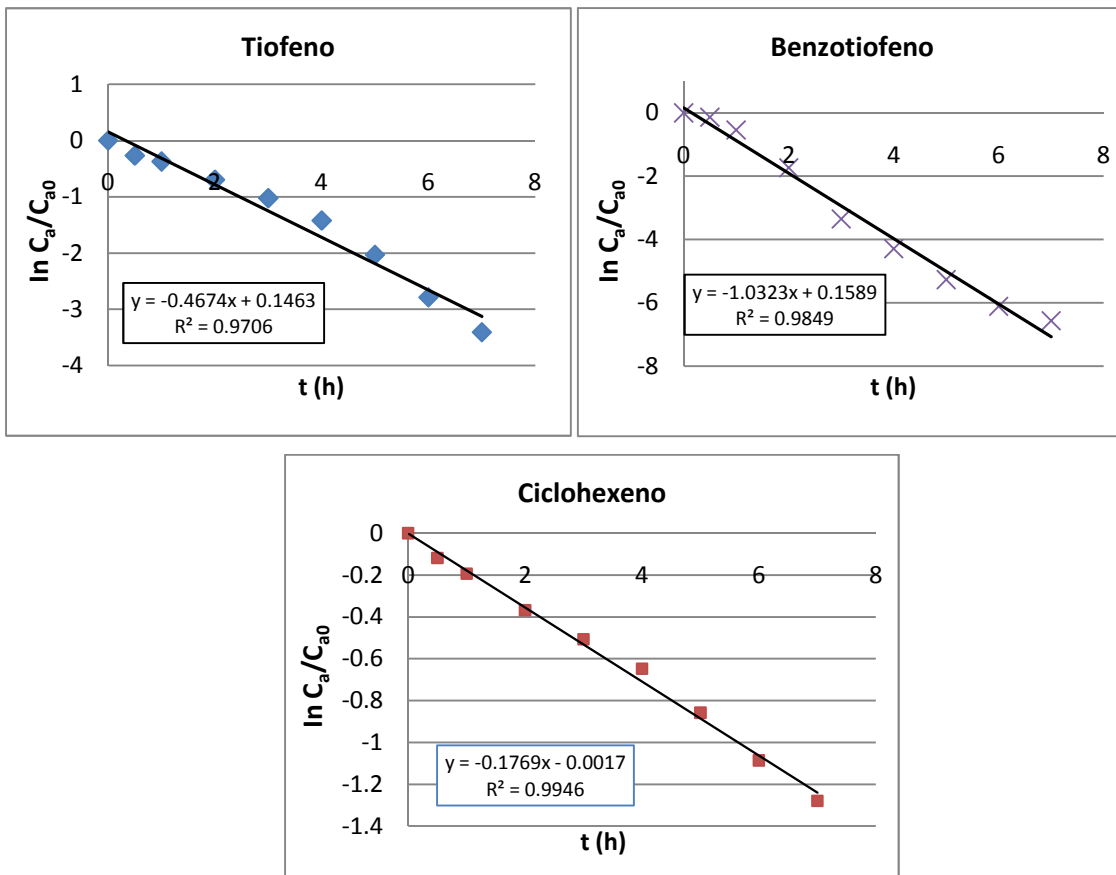 Tiofeno
1
0
-1
-2
-3
-4
0
2
4
6
8
ln Ca/Ca0
t (h)
y = -0.4674x + 0.1463
R² = 0.9706
Benzotiofeno
0
-2
-4
-6
-8
0
2
4
6
8
ln Ca/Ca0
t (h)
y = -1.0323x + 0.1589
R² = 0.9849
Ciclohexeno
0
-0.2
-0.4
-0.6
-0.8
-1
-1.2
-1.4
0
2
4
6
8
ln Ca/Ca0
t (h)
y = -0.1769x - 0.0017
R² = 0.9946